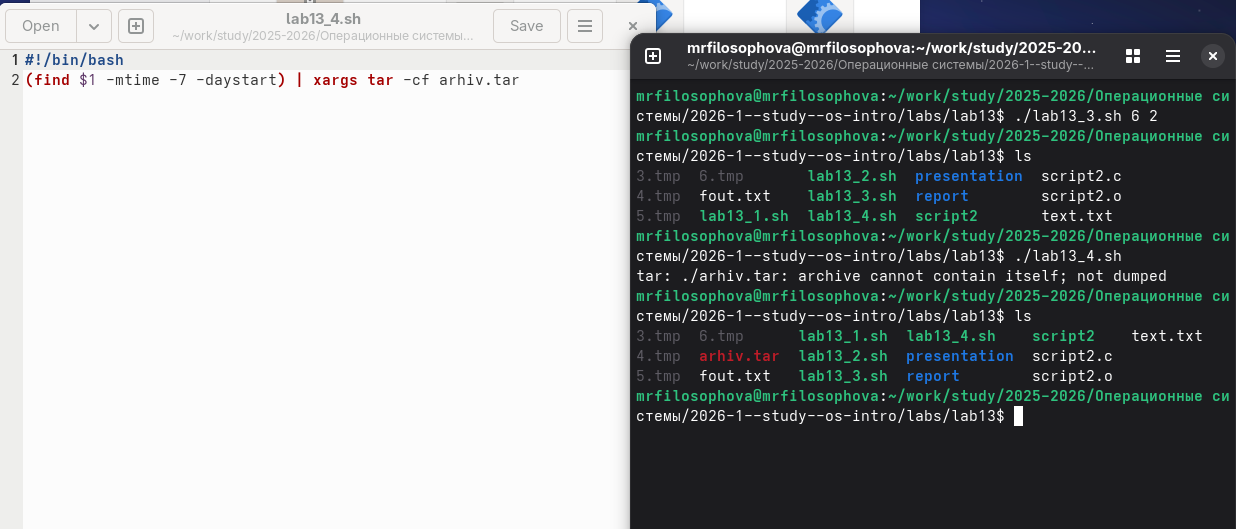 Open
lab13_4.sh
~/work/study/2025-2026/Операционные системы...
Save
1 #!/bin/bash
2 (find $1 -mtime -7 -daystart) | xargs tar -cf arhiv.tar
mrfilosophova@mrfilosophova:~/work/study/2025-20...
~/work/study/2025-2026/Операционные системы/2026-1--study--...
mrfilosophova@mrfilosophova:~/work/study/2025-2026/Операционные си
стемы/2026-1--study--os-intro/labs/lab13$ ./lab13_3.sh 6 2
mrfilosophova@mrfilosophova:~/work/study/2025-2026/Операционные си
стемы/2026-1--study--os-intro/labs/lab13$ ls
3.tmp  6.tmp       lab13_2.sh  presentation  script2.c
4.tmp  fout.txt    lab13_3.sh  report        script2.o
5.tmp  lab13_1.sh  lab13_4.sh  script2       text.txt
mrfilosophova@mrfilosophova:~/work/study/2025-2026/Операционные си
стемы/2026-1--study--os-intro/labs/lab13$ ./lab13_4.sh
tar: ./arhiv.tar: archive cannot contain itself; not dumped
mrfilosophova@mrfilosophova:~/work/study/2025-2026/Операционные си
стемы/2026-1--study--os-intro/labs/lab13$ ls
3.tmp  6.tmp      lab13_1.sh  lab13_4.sh    script2    text.txt
4.tmp  arhiv.tar  lab13_2.sh  presentation  script2.c
5.tmp  fout.txt   lab13_3.sh  report        script2.o
mrfilosophova@mrfilosophova:~/work/study/2025-2026/Операционные си
стемы/2026-1--study--os-intro/labs/lab13$